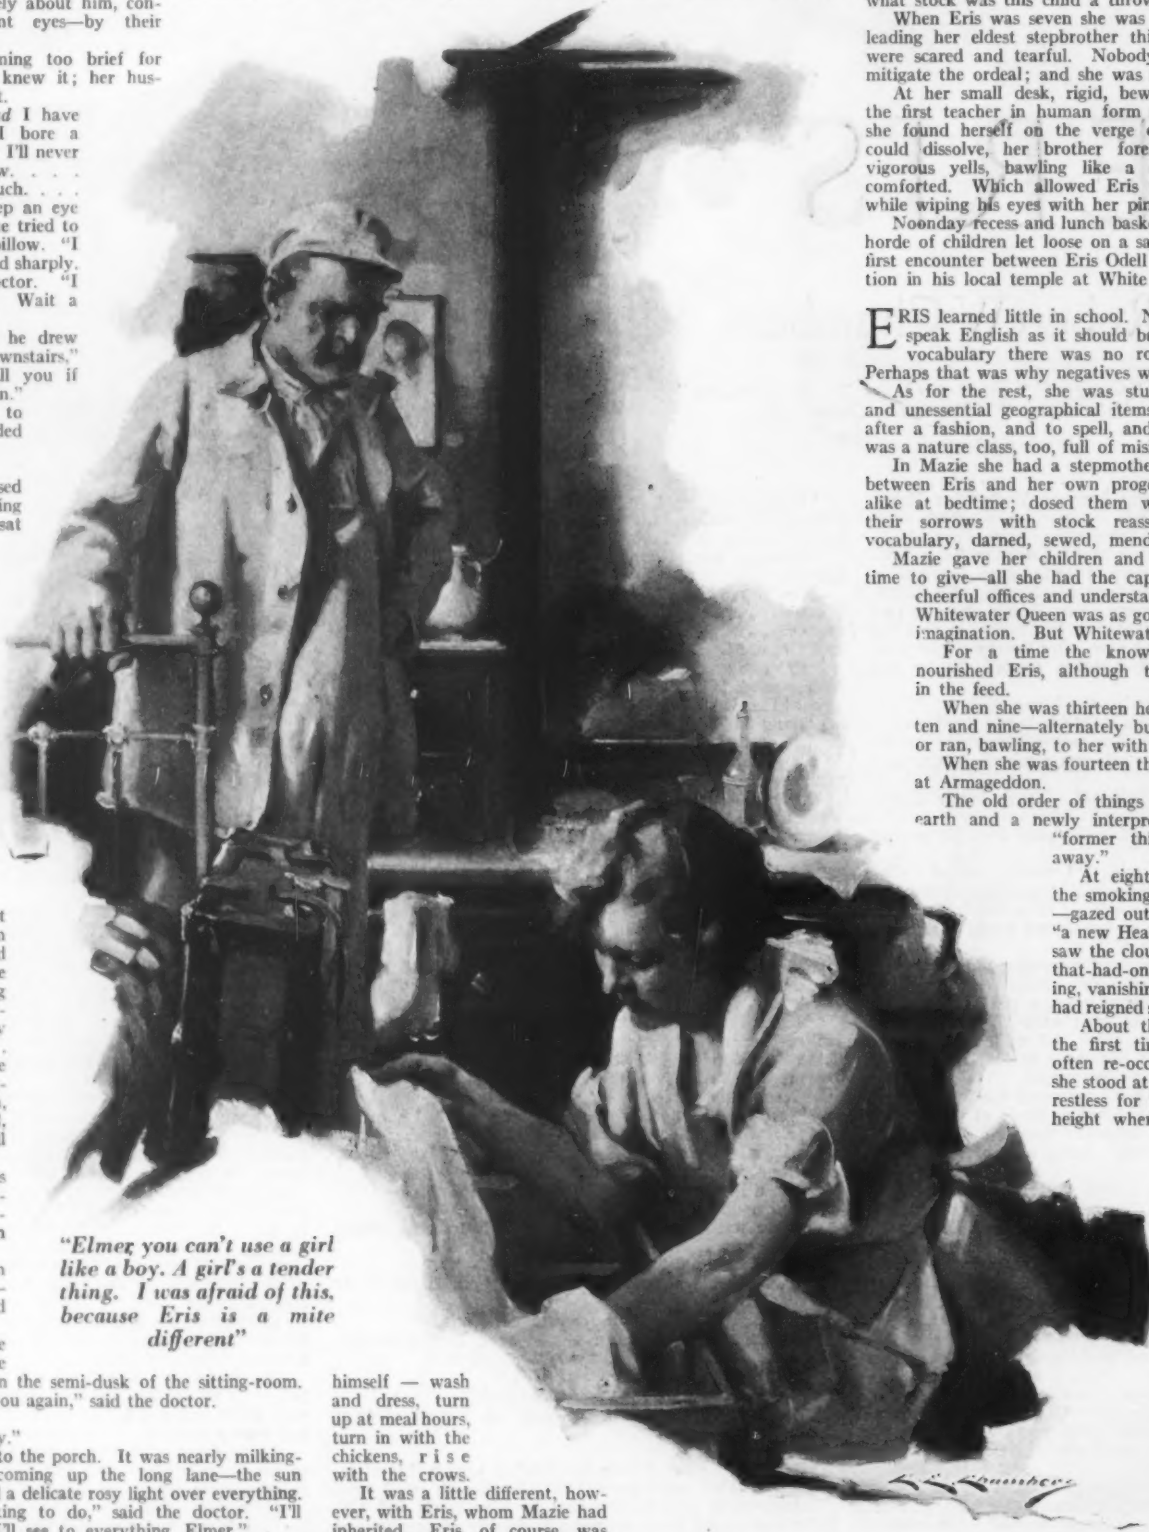 ely about him, con-
nt eyes—by their
ning too brief for
knew it; her hus-
t.
d I have
I bore a
I'll never
w. . . .
uch. . . .
ep an eye
e tried to
pillow. "I
d sharply.
ctor. "I
Wait a
he drew
wnstairs,"
ll you if
n."
to
ded
sed
ing
sat
t
n
d
e
g
-
y
.
e
-
,
l
s
-
n
n
-
d
e
e
"Elmer, you can't use a girl
like a boy. A girl's a tender
thing. I was afraid of this,
because Eris is a mite
different"
n the semi-dusk of the sitting-room.
ou again," said the doctor.
y."
to the porch. It was nearly milking-
coming up the long lane—the sun
a delicate rosy light over everything.
ing to do," said the doctor. "I'll
'll see to everything, Elmer."
himself — wash
and dress, turn
up at meal hours,
turn in with the
chickens, rise
with the crows.
It was a little different, how-
ever, with Eris, whom Mazie had
inherited. Eris, of course, was
what stock was this child a throw
When Eris was seven she was
leading her eldest stepbrother thi
were scared and tearful. Nobody
mitigate the ordeal; and she was
At her small desk, rigid, bew
the first teacher in human form
she found herself on the verge
could dissolve, her brother fore
vigorous yells, bawling like a
comforted. Which allowed Eris
while wiping his eyes with her pin
Noonday recess and lunch bask
horde of children let loose on a sa
first encounter between Eris Odell
tion in his local temple at White
ERIS learned little in school. N
speak English as it should b
vocabulary there was no ro
Perhaps that was why negatives w
As for the rest, she was stu
and unessential geographical items
after a fashion, and to spell, and
was a nature class, too, full of mis
In Mazie she had a stepmothe
between Eris and her own proge
alike at bedtime; dosed them w
their sorrows with stock reass
vocabulary, darned, sewed, mend
Mazie gave her children and
time to give—all she had the cap
cheerful offices and understa
Whitewater Queen was as go
imagination. But Whitewat
For a time the know
nourished Eris, although t
in the feed.
When she was thirteen he
ten and nine—alternately bu
or ran, bawling, to her with
When she was fourteen th
at Armageddon.
The old order of things
earth and a newly interpr
"former thi
away."
At eight
the smoking
—gazed out
"a new Hea
saw the clou
that-had-on
ing, vanishin
had reigned s
About th
the first tin
often re-occ
she stood at
restless for
height when
C E Chambers